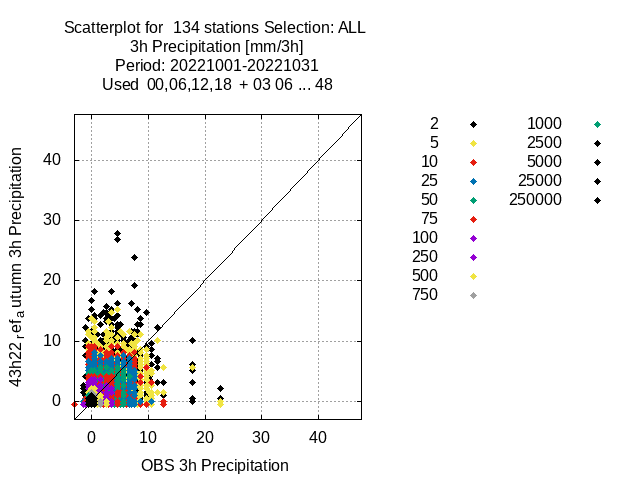 Scatterplot for  134 stations Selection: ALL
3h Precipitation [mm/3h]
Period: 20221001-20221031
Used  00,06,12,18  + 03 06 ... 48
43h22_ref_autumn 3h Precipitation
40
30
20
10
0
0 10 20 30 40
OBS 3h Precipitation
2
5
10
25
50
75
100
250
500
750
1000
2500
5000
25000
250000